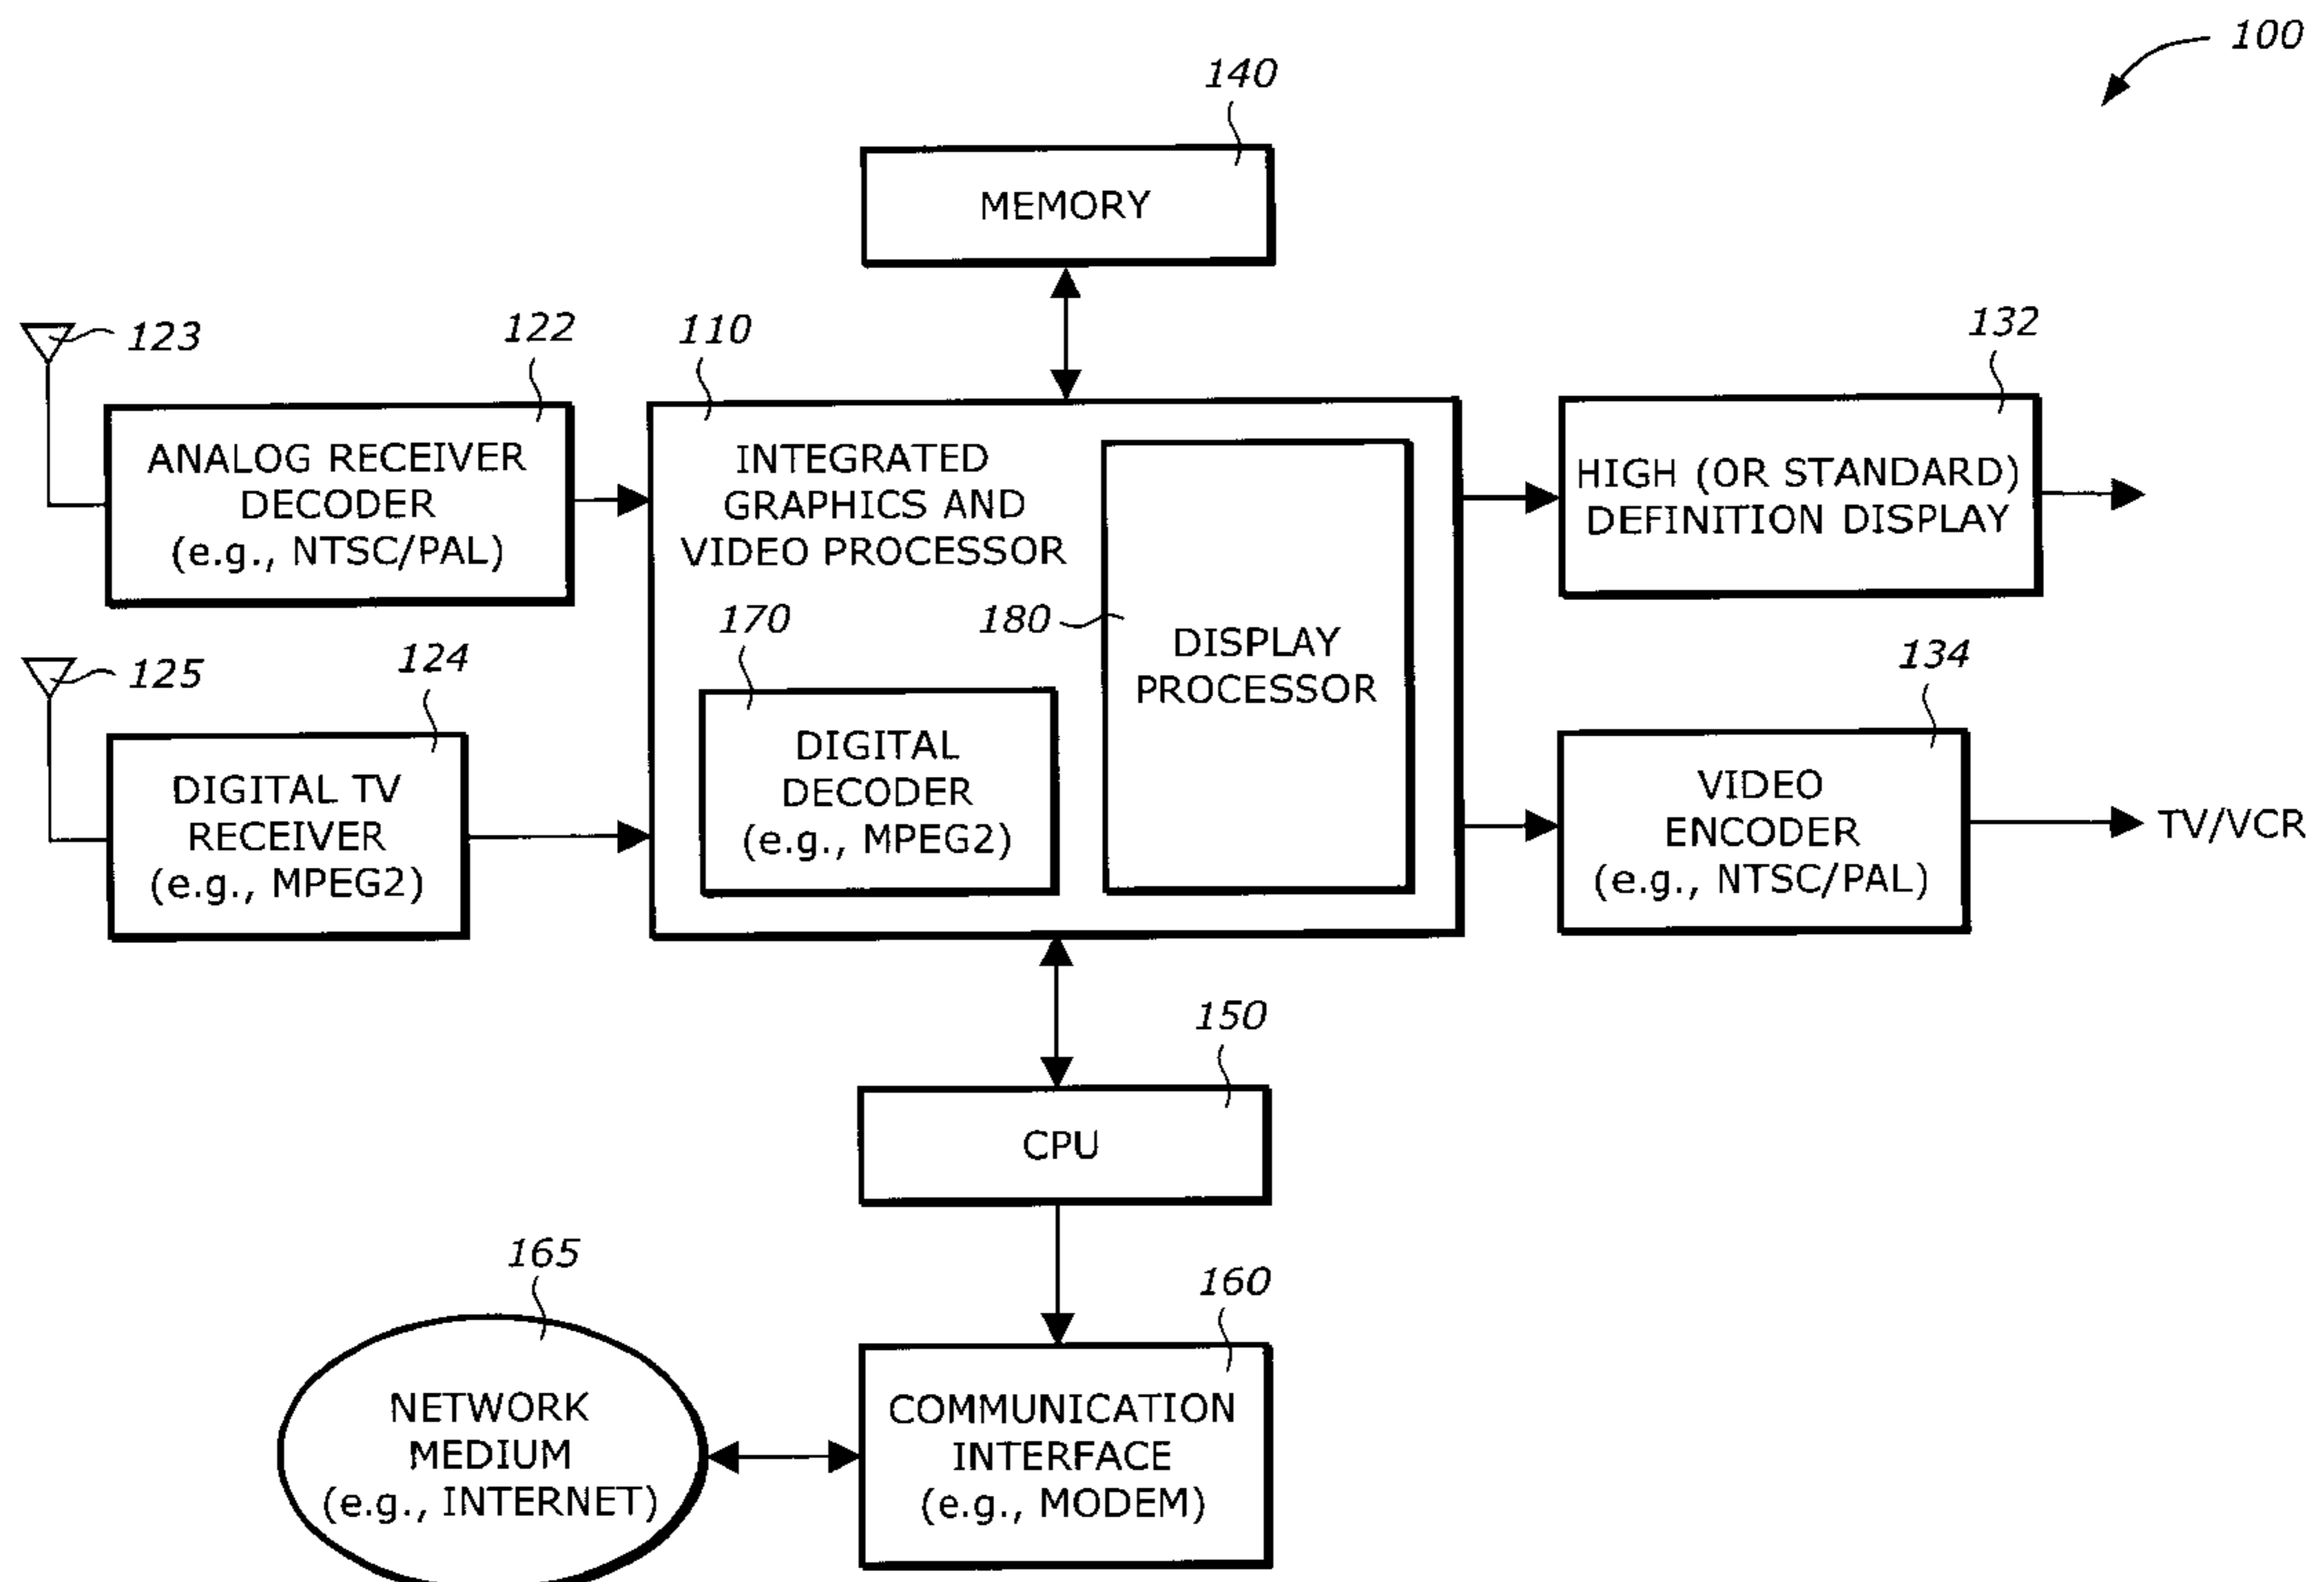 100
140
MEMORY
123
122
110
132
ANALOG RECEIVER
DECODER
(e.g., NTSC/PAL)
INTEGRATED
GRAPHICS AND
VIDEO PROCESSOR
HIGH (OR STANDARD)
DEFINITION DISPLAY
125
124
170
180
DISPLAY
PROCESSOR
134
DIGITAL TV
RECEIVER
(e.g., MPEG2)
DIGITAL
DECODER
(e.g., MPEG2)
VIDEO
ENCODER
(e.g., NTSC/PAL)
TV/VCR
150
CPU
165
160
NETWORK
MEDIUM
(e.g., INTERNET)
COMMUNICATION
INTERFACE
(e.g., MODEM)